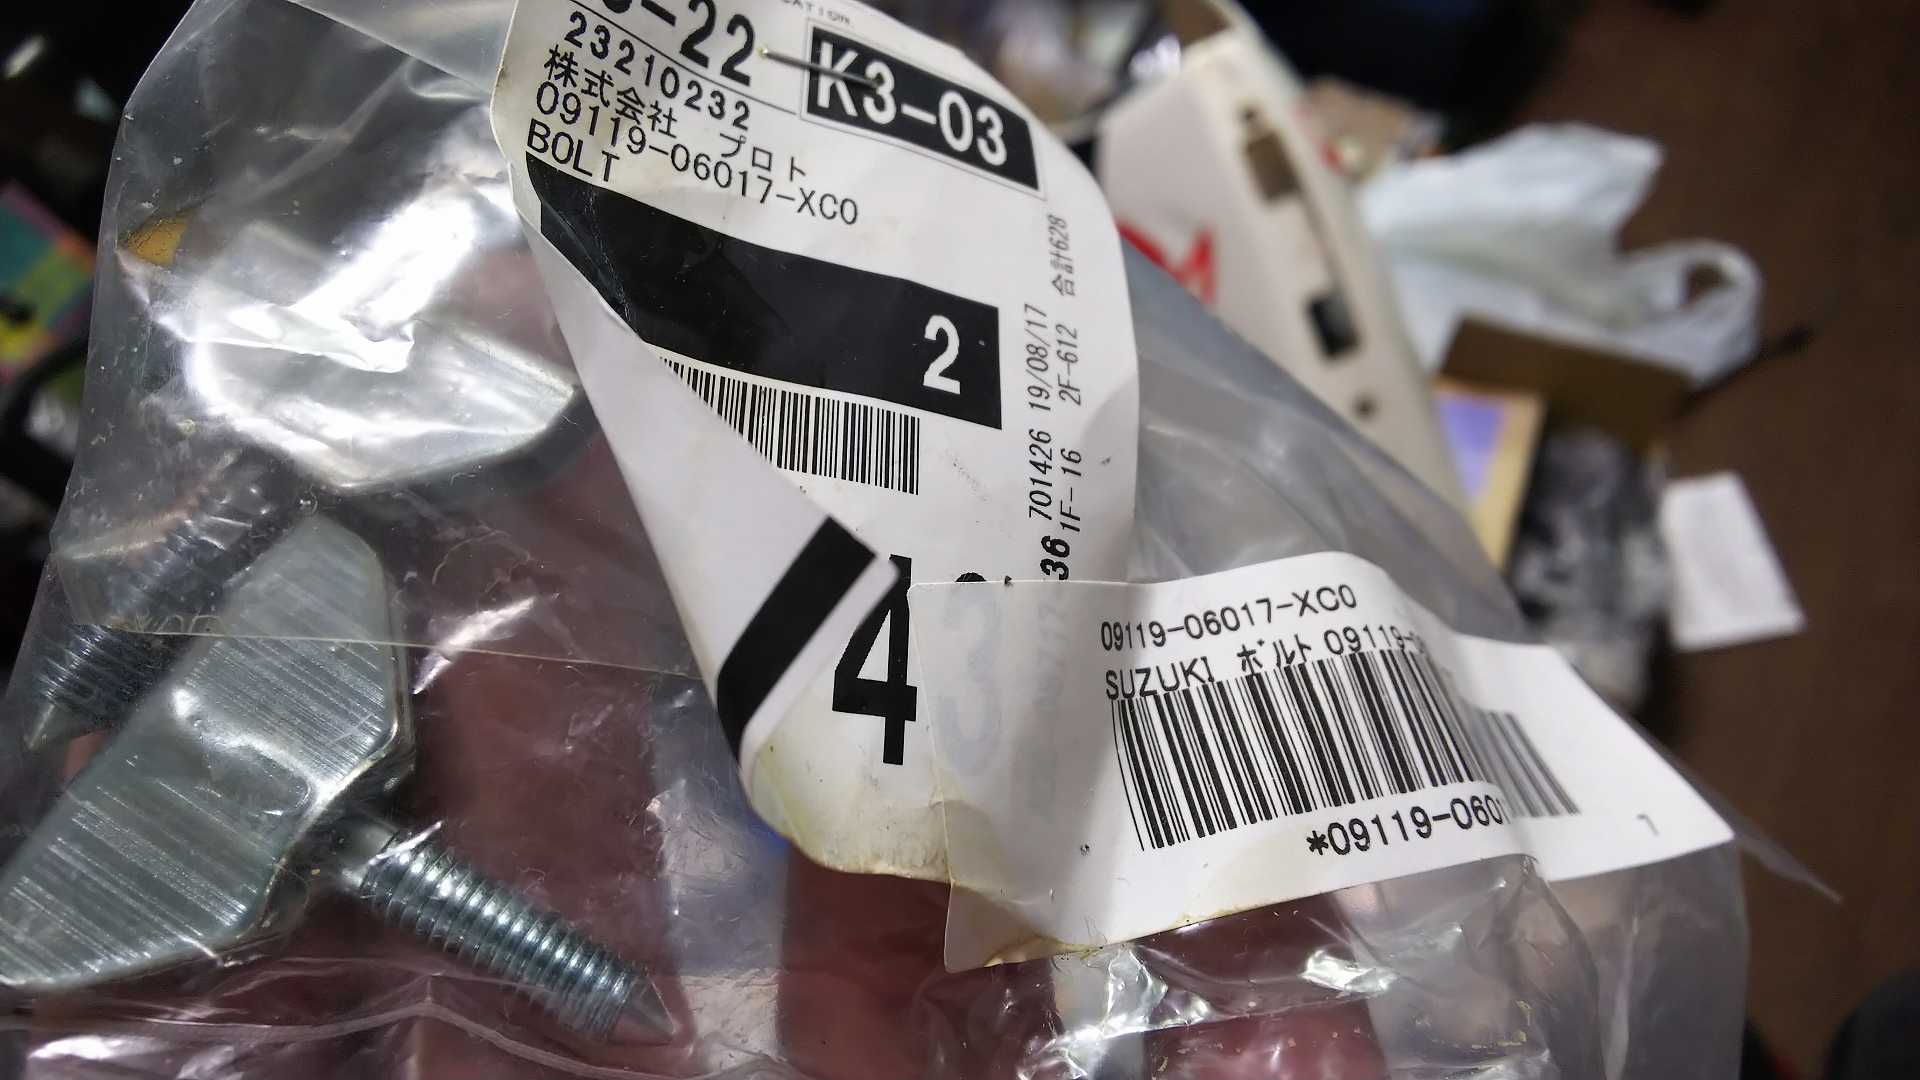 -22
K3-03
23210232
株式会社 プロト
09119-06017-XC0
BOLT
2
合計628
701426 19/08/17
36 1F-16 2F-612
4
09119-06017-XC0
SUZUKI ボルト 09119-
*09119-0601